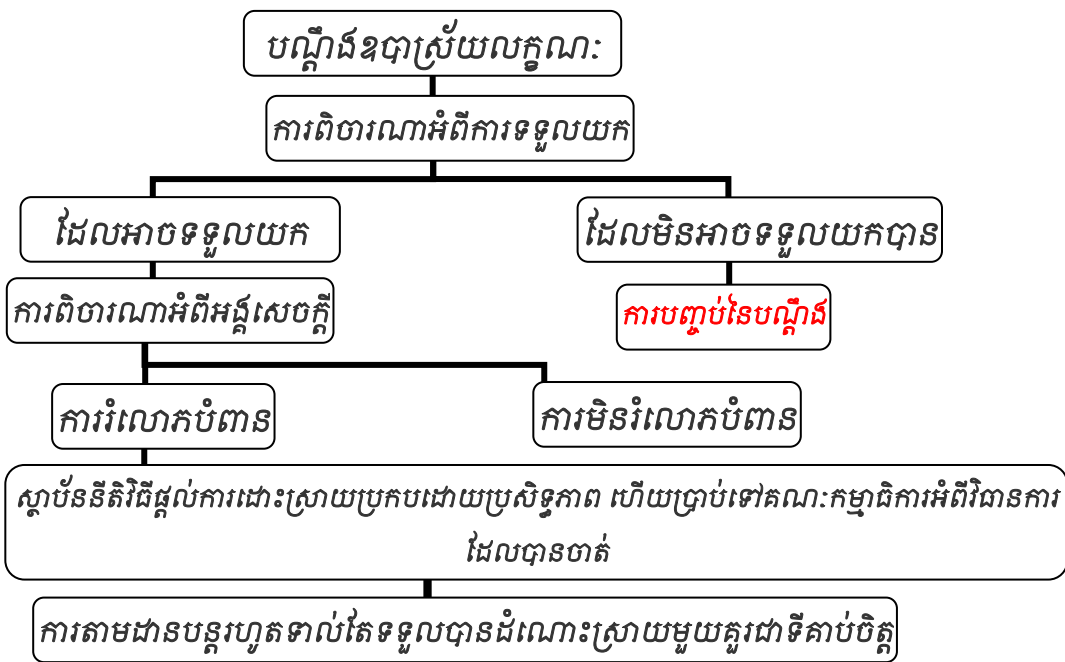 បណ្ដឹងឧបាស្រ័យលក្ខណៈ
ការពិចារណាអំពីការទទួលយក
ដែលអាចទទួលយក
ដែលមិនអាចទទួលយកបាន
ការពិចារណាអំពីអង្គសេចក្ដី
ការបញ្ចប់នៃបណ្ដឹង
ការរំលោភបំពាន
ការមិនរំលោភបំពាន
ស្ថាប័ននីតិវិធីផ្ដល់ការដោះស្រាយប្រកបដោយប្រសិទ្ធភាព ហើយប្រាប់ទៅគណៈកម្មាធិការអំពីវិធានការ
ដែលបានចាត់
ការតាមដានបន្តរហូតទាល់តែទទួលបានដំណោះស្រាយមួយគួរជាទីគាប់ចិត្ត